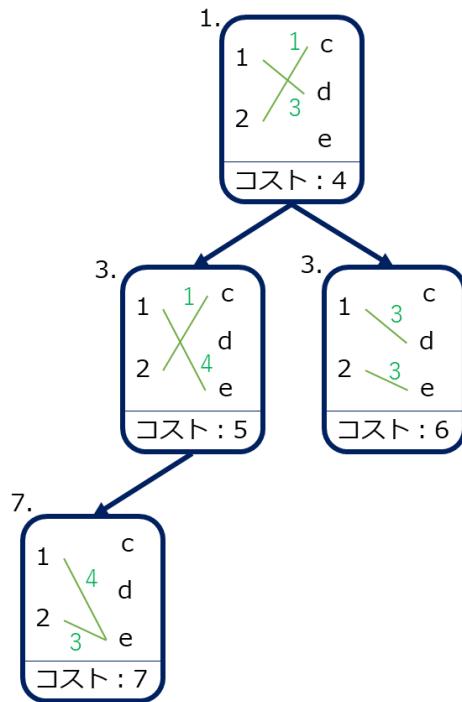 1.
1 1 c
3 d
2 e
コスト：4
3.
1 1 c
2 4 d
e
コスト：5
3.
1 3 c
d
2 3 e
コスト：6
7.
1 4 c
d
2 3 e
コスト：7